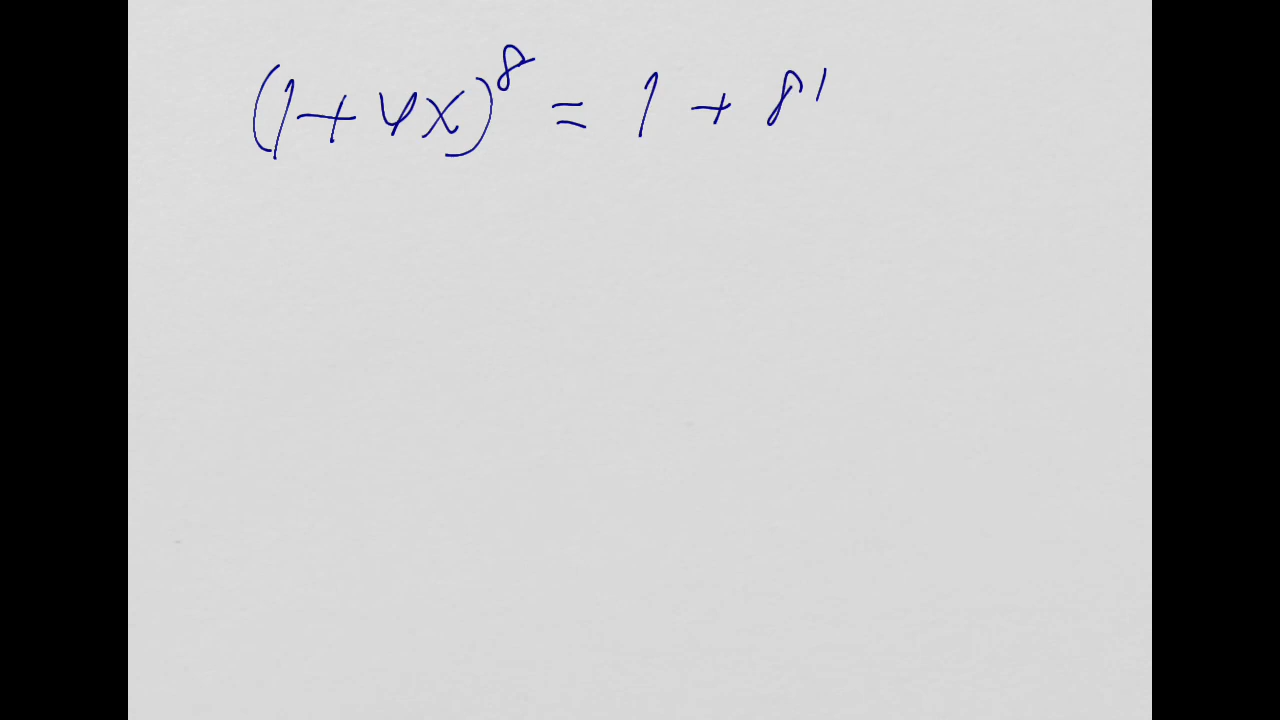 (1+4x)⁸ = 1 + 8